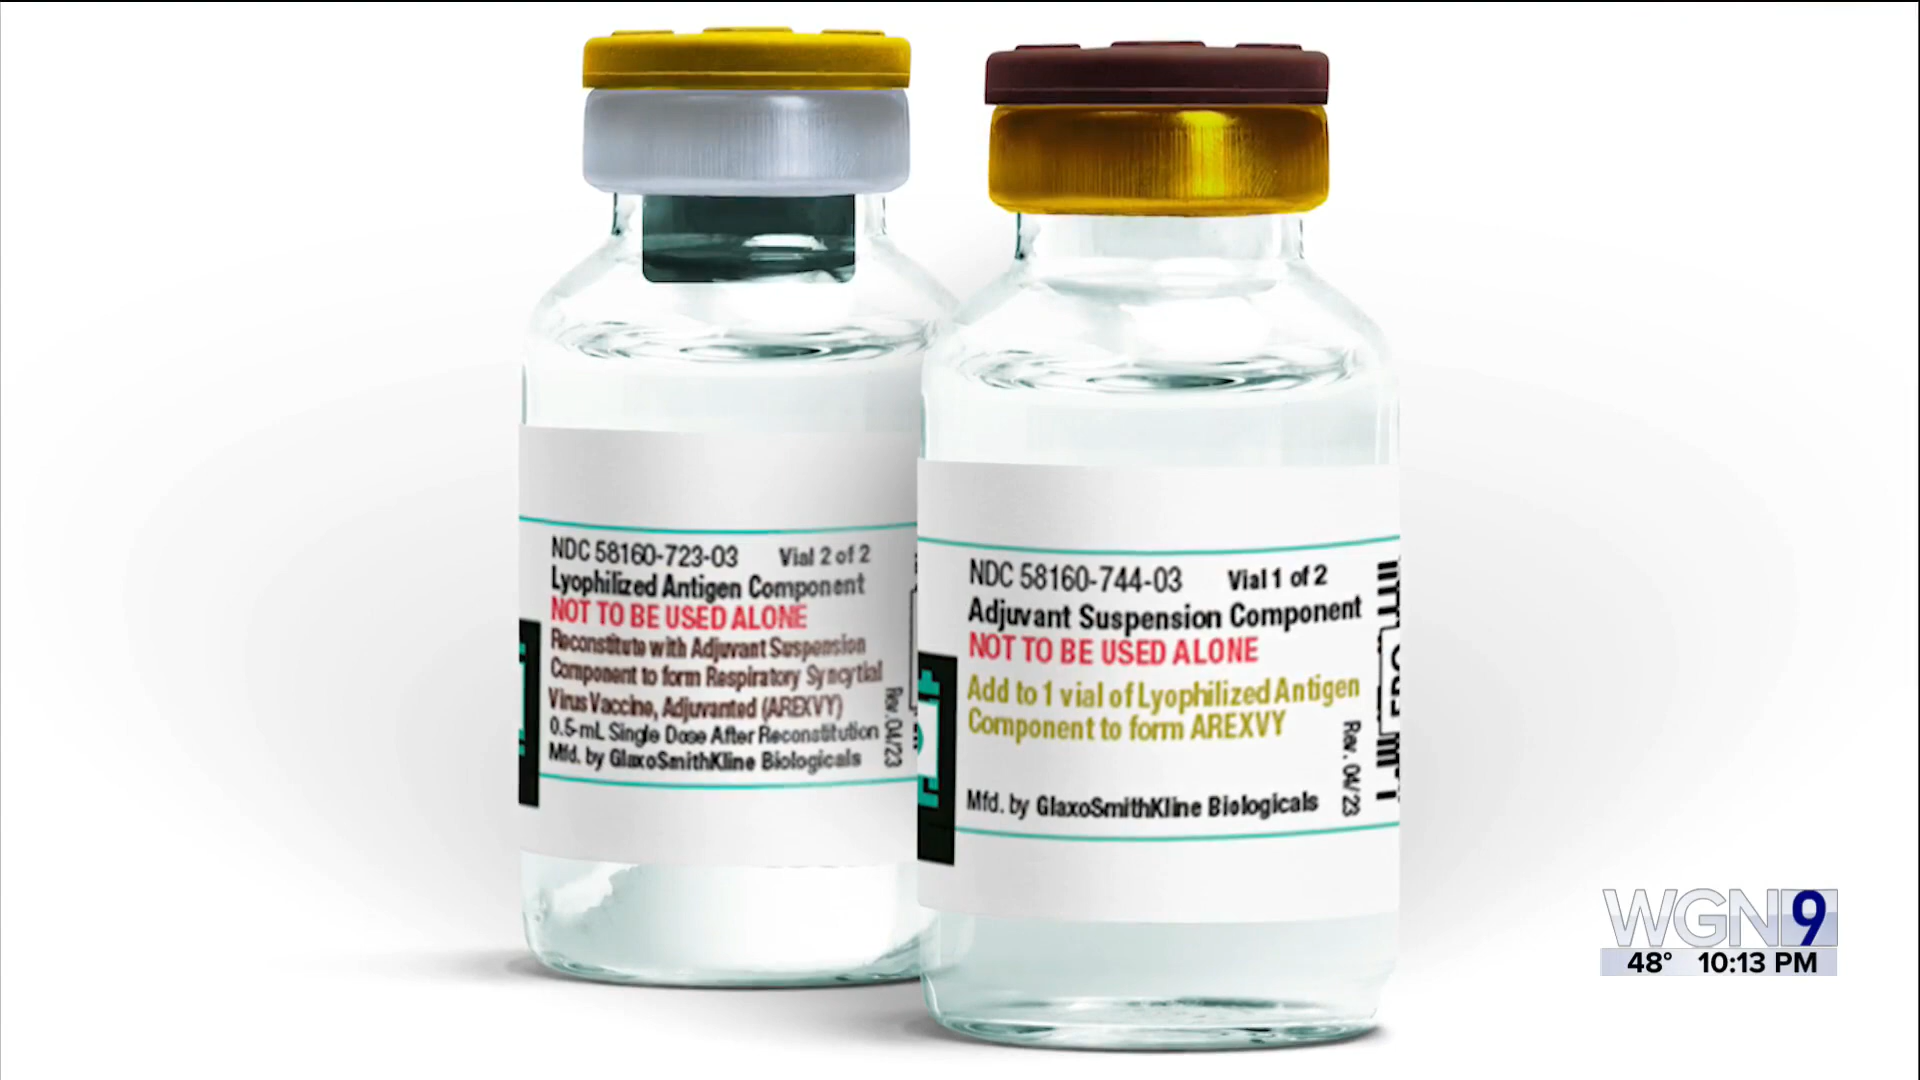 NDC 58160-723-03 Vial 2 of 2
Lyophilized Antigen Component
NOT TO BE USED ALONE
Reconstitute with Adjuvant Suspension
Component to form Respiratory Syncytial
Virus Vaccine, Adjuvanted (AREXVY)
0.5-mL Single Dose After Reconstitution
Mfd. by GlaxoSmithKline Biologicals
Rev. 04/23
NDC 58160-744-03 Vial 1 of 2
Adjuvant Suspension Component
NOT TO BE USED ALONE
Add to 1 vial of Lyophilized Antigen
Component to form AREXVY
Mfd. by GlaxoSmithKline Biologicals
Rev. 04/23
WGN9
48° 10:13 PM